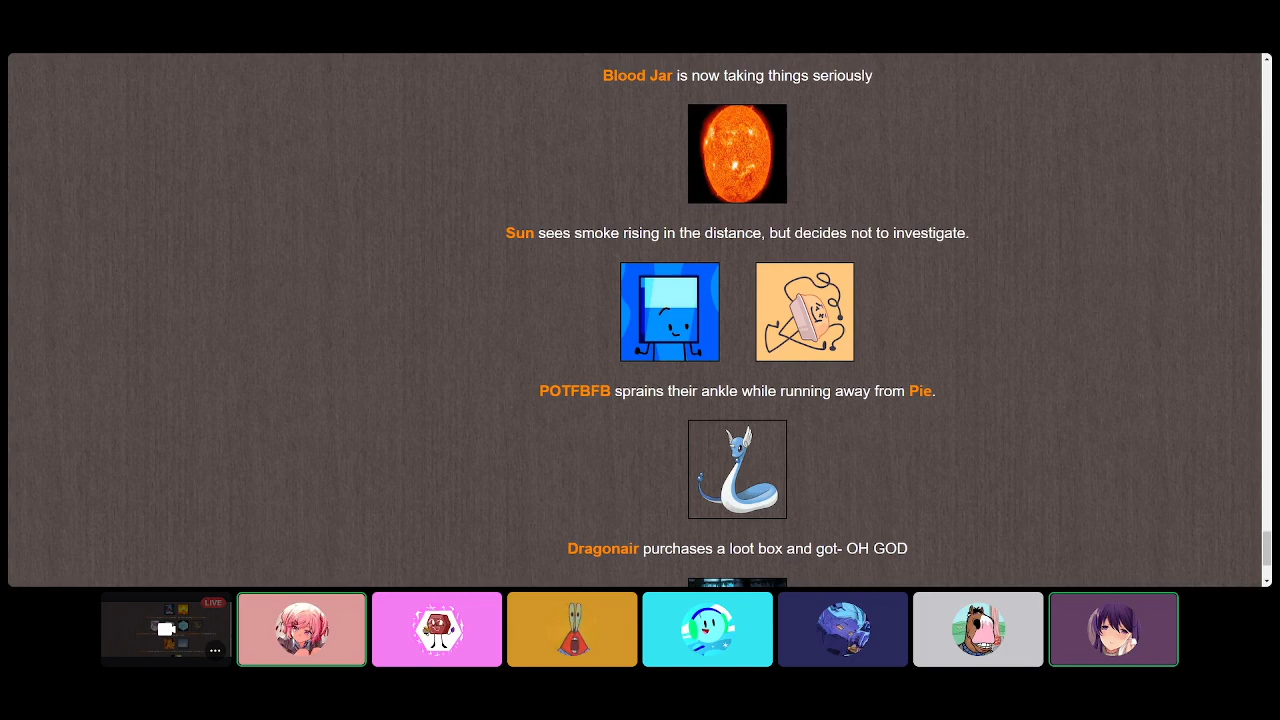 Blood Jar is now taking things seriously
Sun sees smoke rising in the distance, but decides not to investigate.
POTFBFB sprains their ankle while running away from Pie.
Dragonair purchases a loot box and got- OH GOD
LIVE